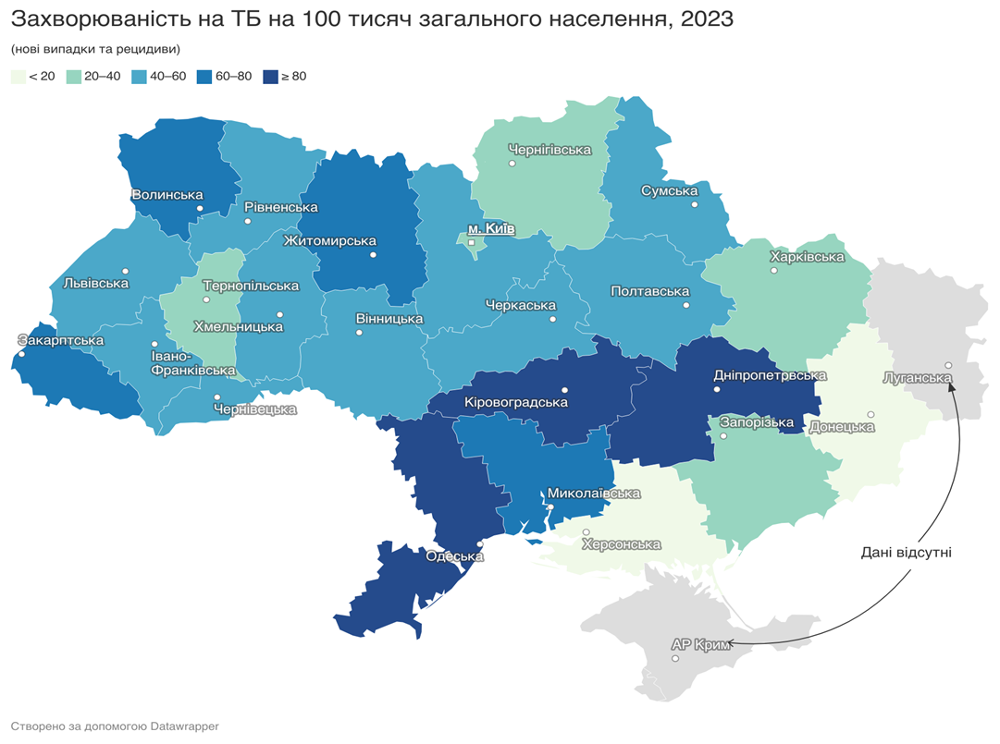 Захворюваність на ТБ на 100 тисяч загального населення, 2023
(нові випадки та рецидиви)
< 20 20–40 40–60 60–80 ≥ 80
Чернігівська
Волинська
Сумська
Рівненська
м. Київ
Житомирська
Харківська
Львівська
Тернопільська
Полтавська
Черкаська
Вінницька
Хмельницька
Закарптська
Івано-
Франківська
Дніпропетрвська
Луганська
Кіровоградська
Чернівецька
Запорізька
Донецька
Миколаївська
Херсонська
Одеська
Дані відсутні
АР Крим
Створено за допомогою Datawrapper